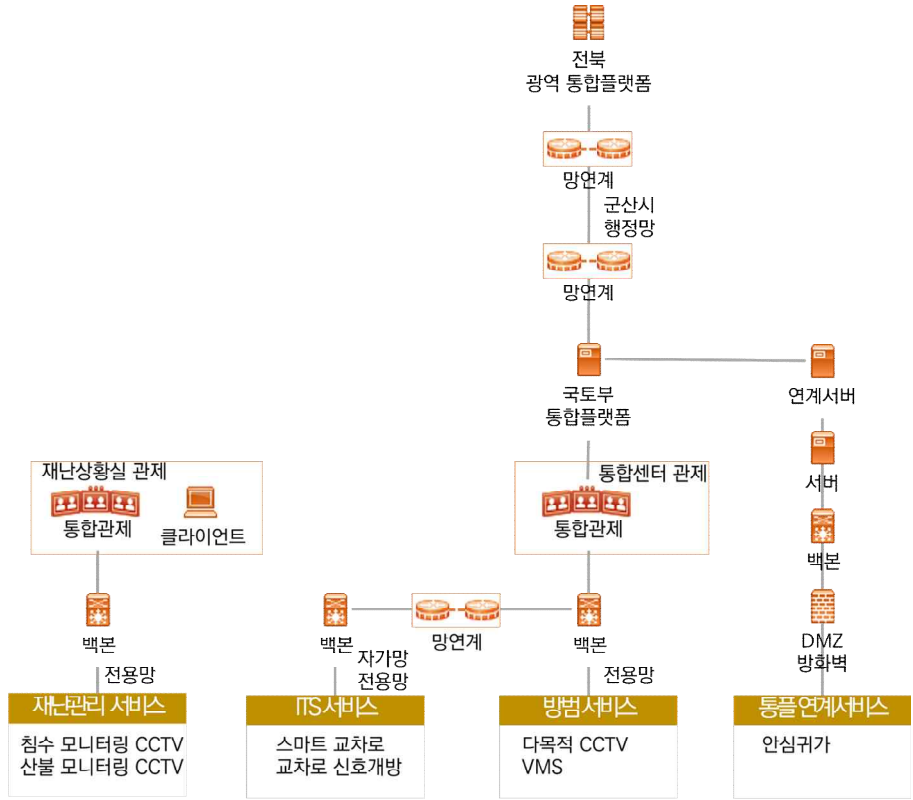 전북
광역 통합플랫폼
망연계
군산시
행정망
망연계
국토부
통합플랫폼
연계서버
서버
재난상황실 관제
통합관제
클라이언트
통합센터 관제
통합관제
백본
DMZ
방화벽
백본
전용망
백본
자가망
전용망
망연계
백본
전용망
재난관리 서비스
침수 모니터링 CCTV
산불 모니터링 CCTV
ITS 서비스
스마트 교차로
교차로 신호개방
방범 서비스
다목적 CCTV
VMS
통플 연계서비스
안심귀가